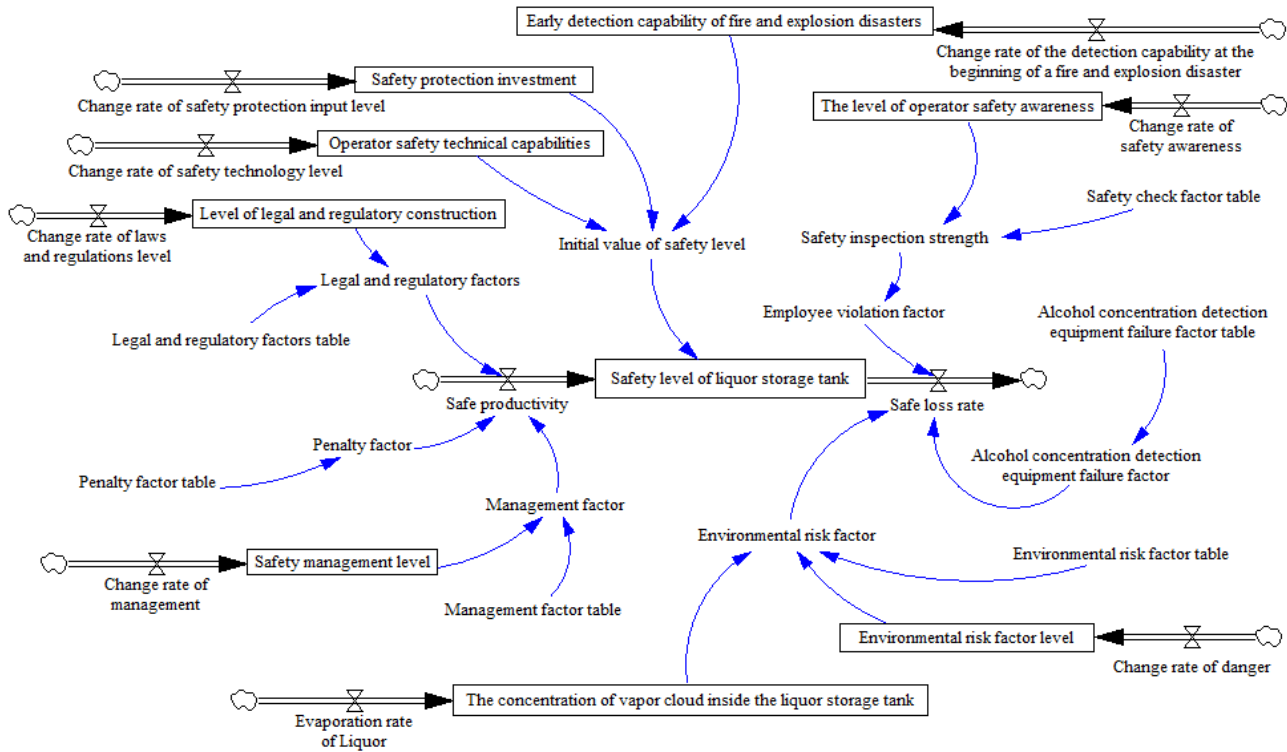 Early detection capability of fire and explosion disasters
Change rate of the detection capability at the
beginning of a fire and explosion disaster
Safety protection investment
Change rate of safety protection input level
The level of operator safety awareness
Change rate of
safety awareness
Operator safety technical capabilities
Change rate of safety technology level
Safety check factor table
Level of legal and regulatory construction
Change rate of laws
and regulations level
Initial value of safety level
Safety inspection strength
Legal and regulatory factors
Employee violation factor
Alcohol concentration detection
equipment failure factor table
Legal and regulatory factors table
Safety level of liquor storage tank
Safe productivity
Safe loss rate
Penalty factor
Alcohol concentration detection
equipment failure factor
Penalty factor table
Management factor
Environmental risk factor
Environmental risk factor table
Safety management level
Change rate of
management
Management factor table
Environmental risk factor level
Change rate of danger
The concentration of vapor cloud inside the liquor storage tank
Evaporation rate
of Liquor